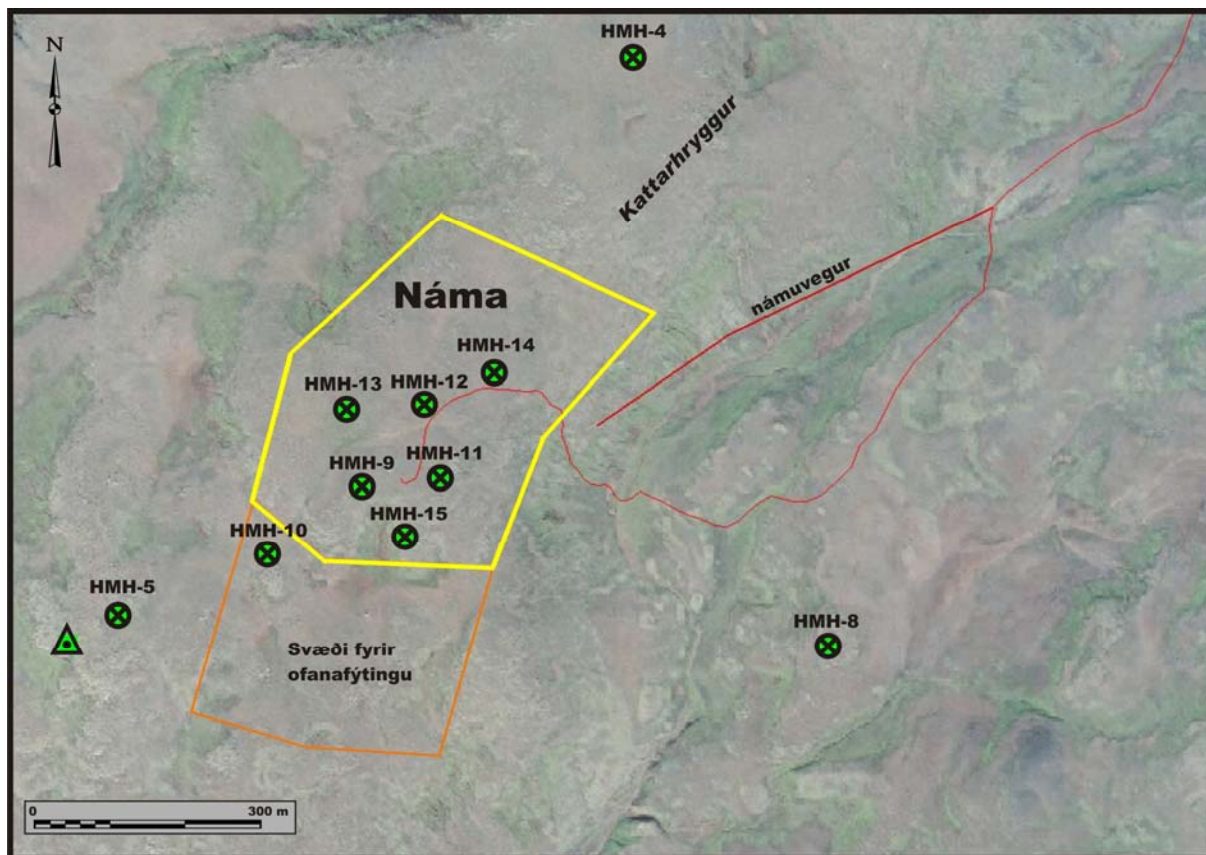 HMH-4
N
Kattarhryggur
Náma
námuvegur
HMH-14
HMH-13
HMH-12
HMH-11
HMH-9
HMH-15
HMH-10
HMH-5
HMH-8
Svæði fyrir
ofanafýtingu
0
300 m